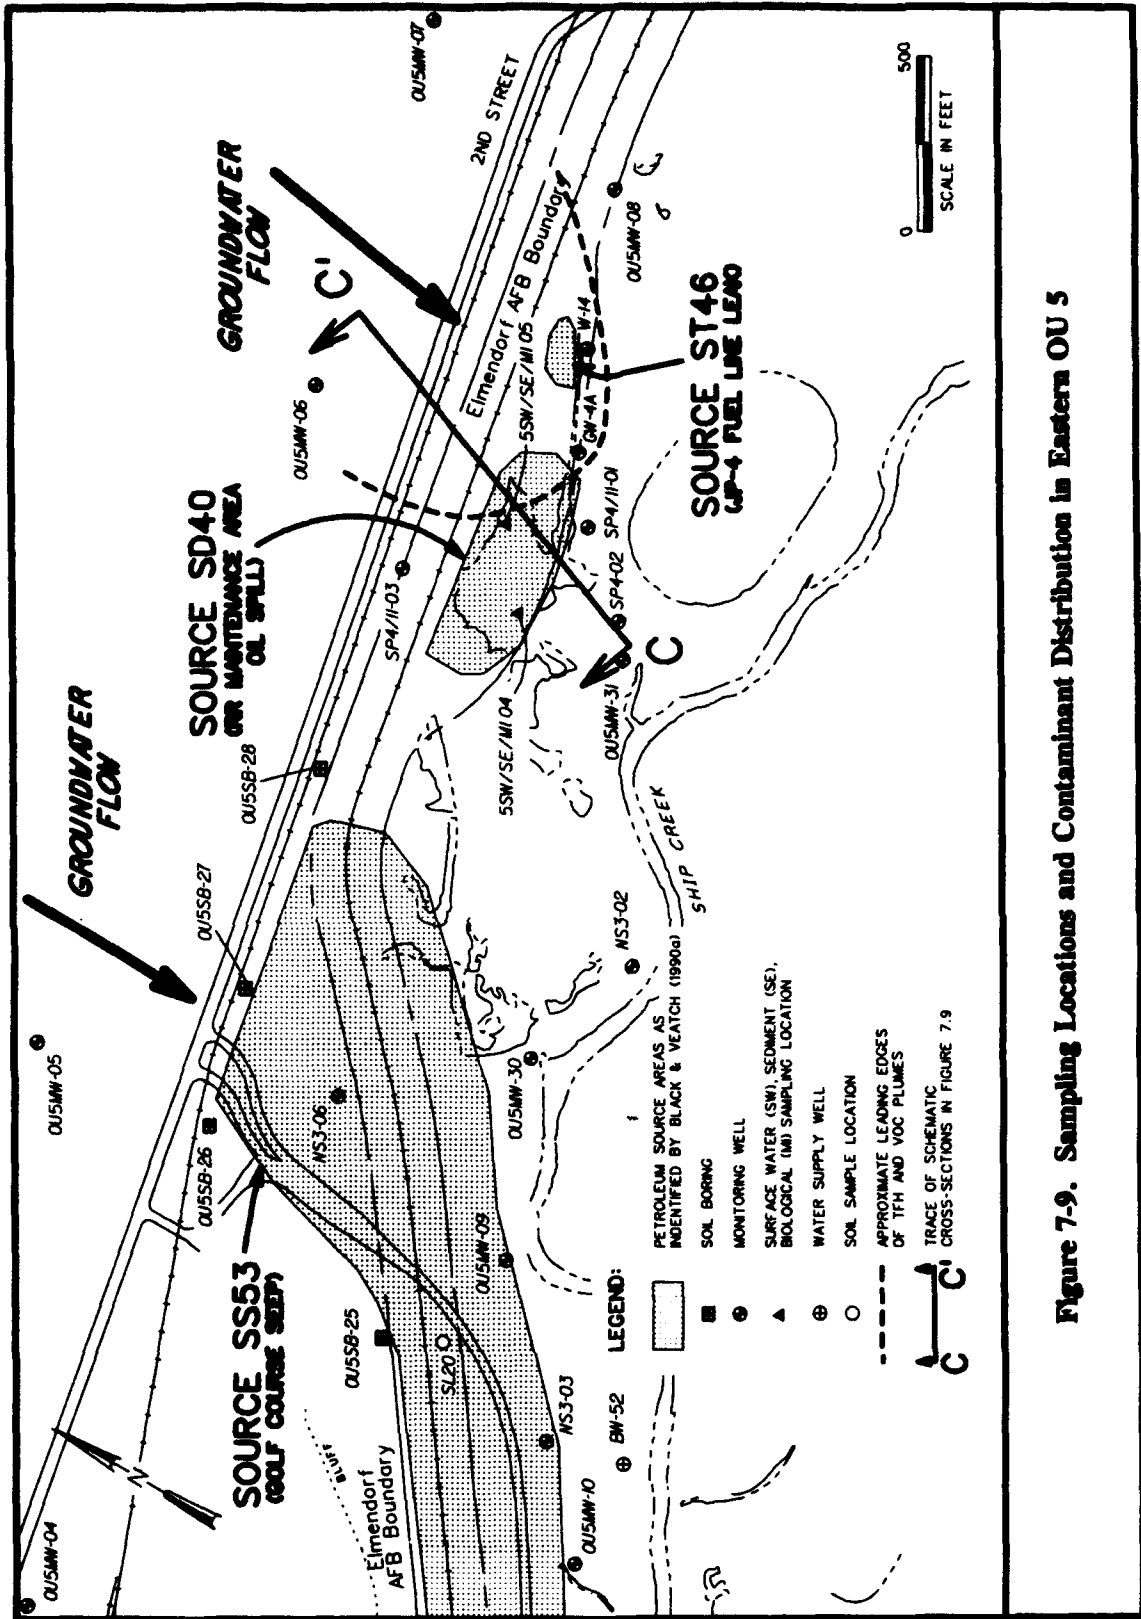 OU5MW-04
OU5MW-05
GROUNDWATER
FLOW
GROUNDWATER
FLOW
OU5MW-07
2ND STREET
OU5SB-26
OU5SB-27
OU5SB-28
SOURCE SD40
(RR MAINTENANCE AREA
OIL SPILL)
OU5MW-06
C'
N
SOURCE SS53
(GOLF COURSE SEEP)
BLUFF
Elmendorf
AFB Boundary
OU5SB-25
SL20
NS3-06
SP4/11-03
Elmendorf AFB Boundary
5SW/SE/MI 05
5SW/SE/MI 04
GW-4A
W-14
OU5MW-08
OU5MW-10
NS3-03
OU5MW-09
OU5MW-30
NS3-02
OU5MW-31
SP4-02
SP4/11-01
C
SOURCE ST46
(JP-4 FUEL LINE LEAK)
BW-52
SHIP CREEK
LEGEND:
PETROLEUM SOURCE AREAS AS
INDENTIFIED BY BLACK & VEATCH (1990a)
SOIL BORING
MONITORING WELL
SURFACE WATER (SW), SEDIMENT (SE),
BIOLOGICAL (MI) SAMPLING LOCATION
WATER SUPPLY WELL
SOIL SAMPLE LOCATION
APPROXIMATE LEADING EDGES
OF TFH AND VOC PLUMES
C C'
TRACE OF SCHEMATIC
CROSS-SECTIONS IN FIGURE 7.9
0 500
SCALE IN FEET
Figure 7-9. Sampling Locations and Contaminant Distribution in Eastern OU 5